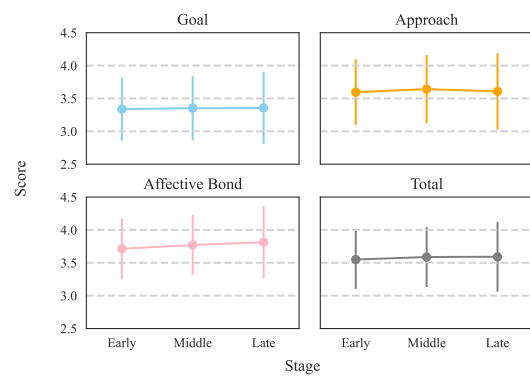 Goal
Approach
4.5
4.0
3.5
3.0
2.5
Affective Bond
Total
4.5
4.0
3.5
3.0
2.5
Score
Early Middle Late
Early Middle Late
Stage